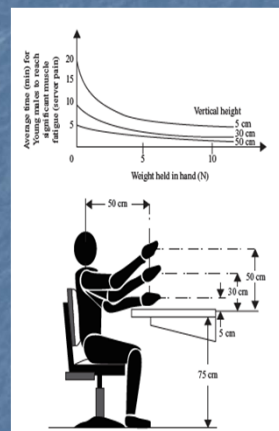 Average time (min) for
Young males to reach
significant muscle
fatigue (server pain)
20
15
10
5
0
5
10
Vertical height
5 cm
30 cm
50 cm
Weight held in hand (N)
50 cm
50 cm
30 cm
5 cm
75 cm